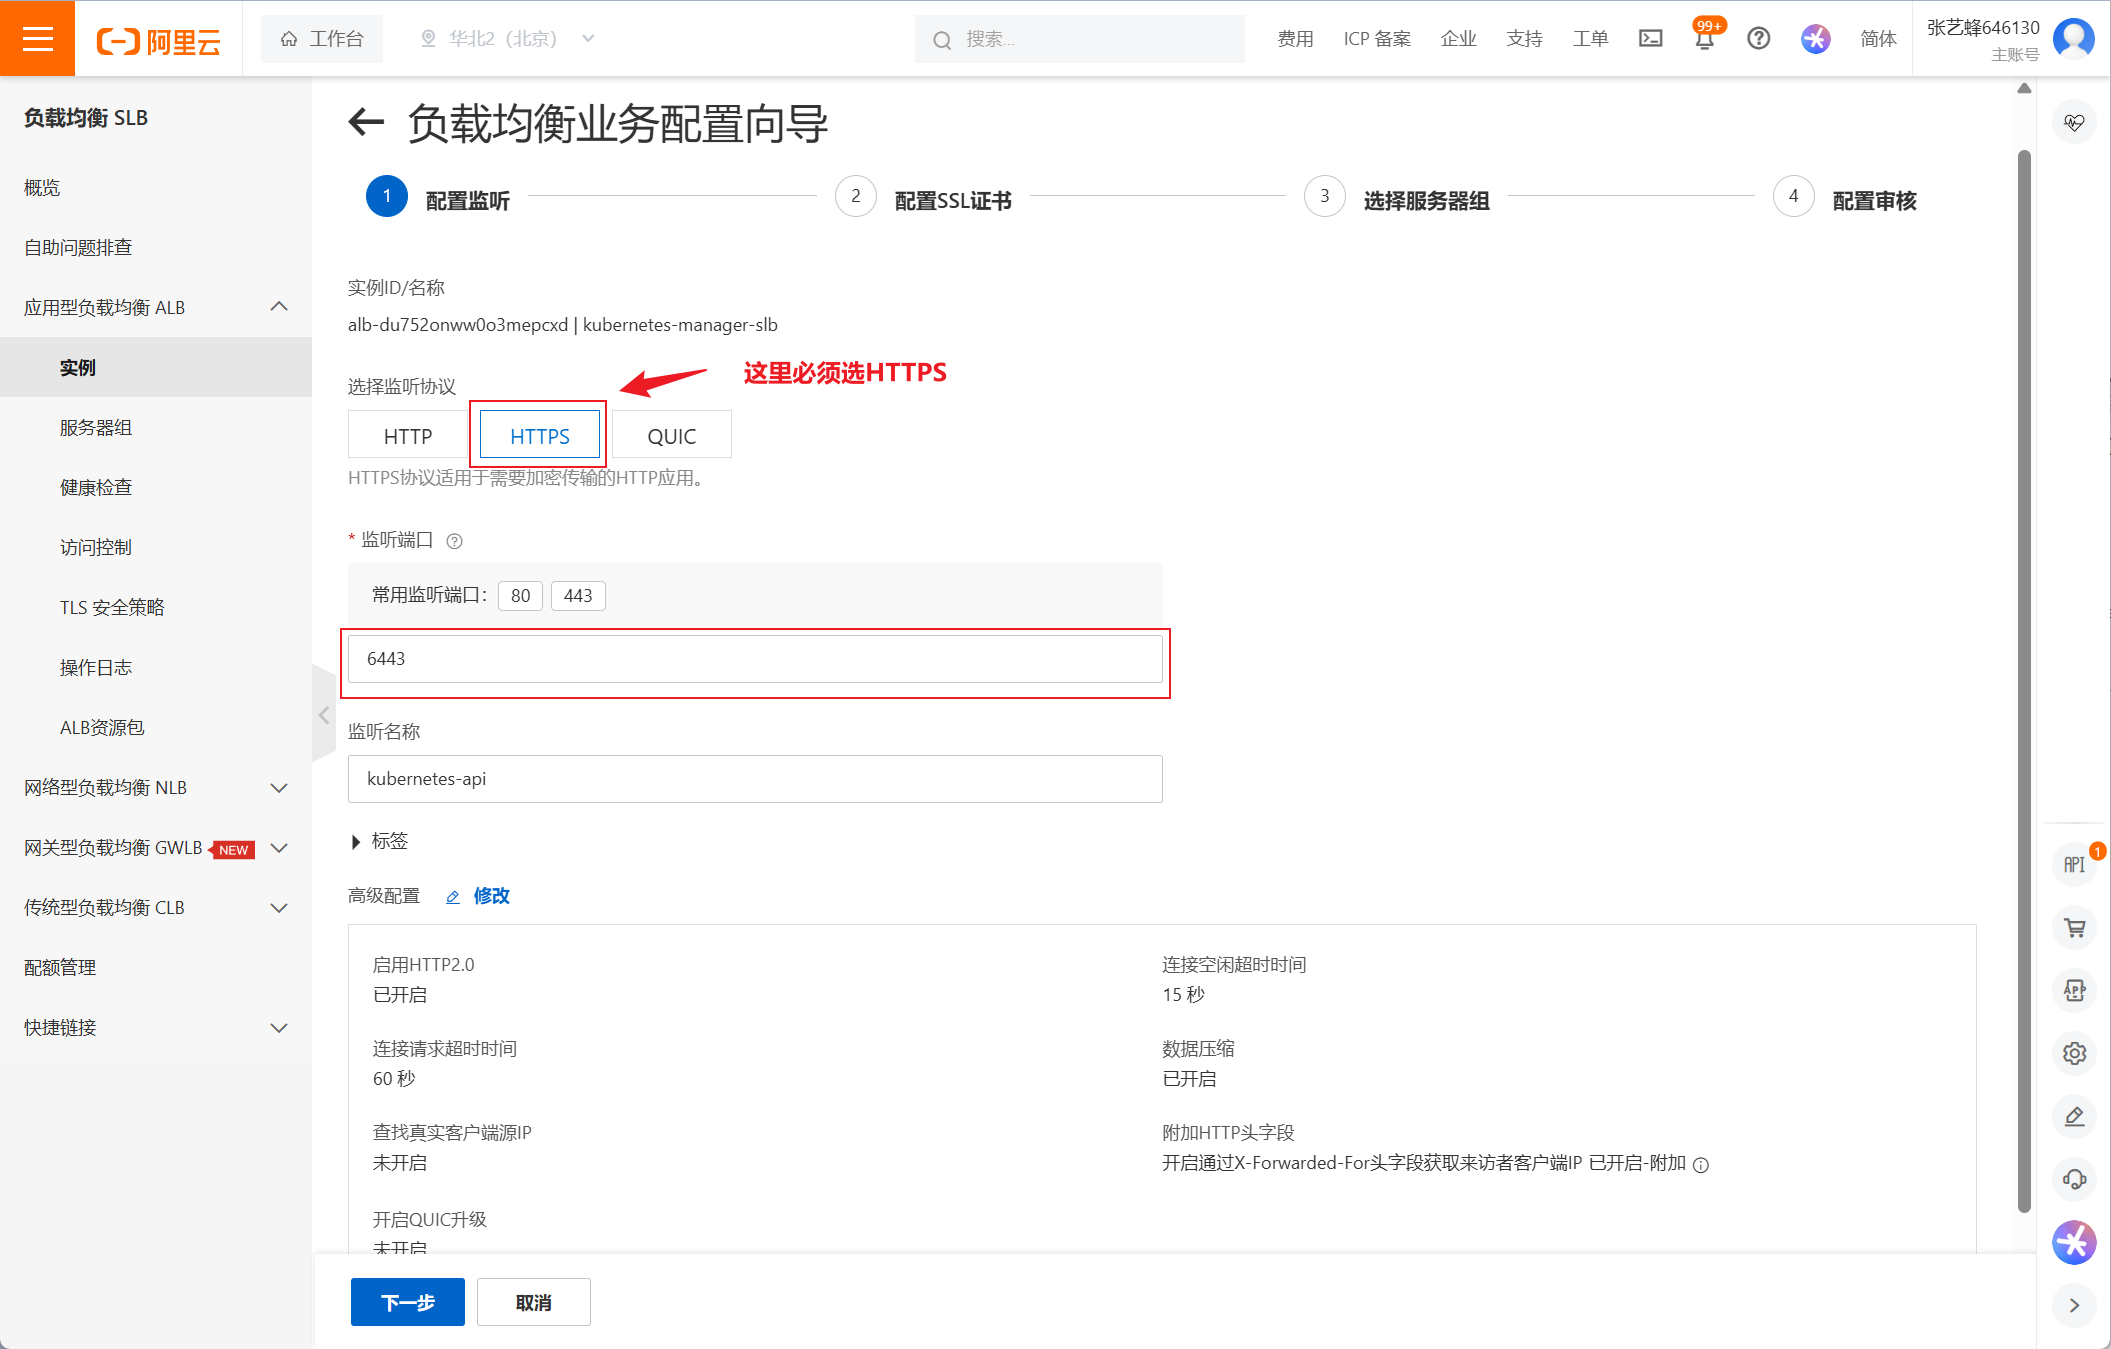 阿里云
工作台
华北2（北京）
搜索...
费用
ICP 备案
企业
支持
工单
99+
简体
张艺蜂646130
主账号
负载均衡 SLB
概览
自助问题排查
应用型负载均衡 ALB
实例
服务器组
健康检查
访问控制
TLS 安全策略
操作日志
ALB资源包
网络型负载均衡 NLB
网关型负载均衡 GWLB NEW
传统型负载均衡 CLB
配额管理
快捷链接
负载均衡业务配置向导
1 配置监听
2 配置SSL证书
3 选择服务器组
4 配置审核
实例ID/名称
alb-du752onww0o3mepcxd | kubernetes-manager-slb
这里必须选HTTPS
选择监听协议
HTTP
HTTPS
QUIC
HTTPS协议适用于需要加密传输的HTTP应用。
* 监听端口
常用监听端口： 80 443
6443
监听名称
kubernetes-api
标签
高级配置 修改
启用HTTP2.0
已开启
连接空闲超时时间
15 秒
连接请求超时时间
60 秒
数据压缩
已开启
查找真实客户端源IP
未开启
附加HTTP头字段
开启通过X-Forwarded-For头字段获取来访者客户端IP 已开启-附加
开启QUIC升级
未开启
下一步
取消
API
1
APP